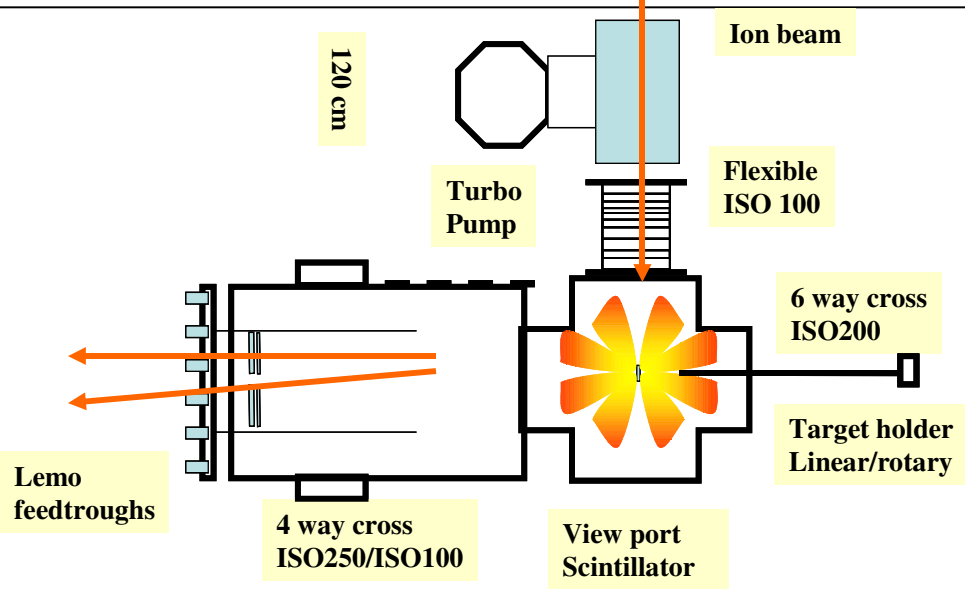 Ion beam
120 cm
Flexible
ISO 100
Turbo
Pump
6 way cross
ISO200
Target holder
Linear/rotary
Lemo
feedtroughs
4 way cross
ISO250/ISO100
View port
Scintillator